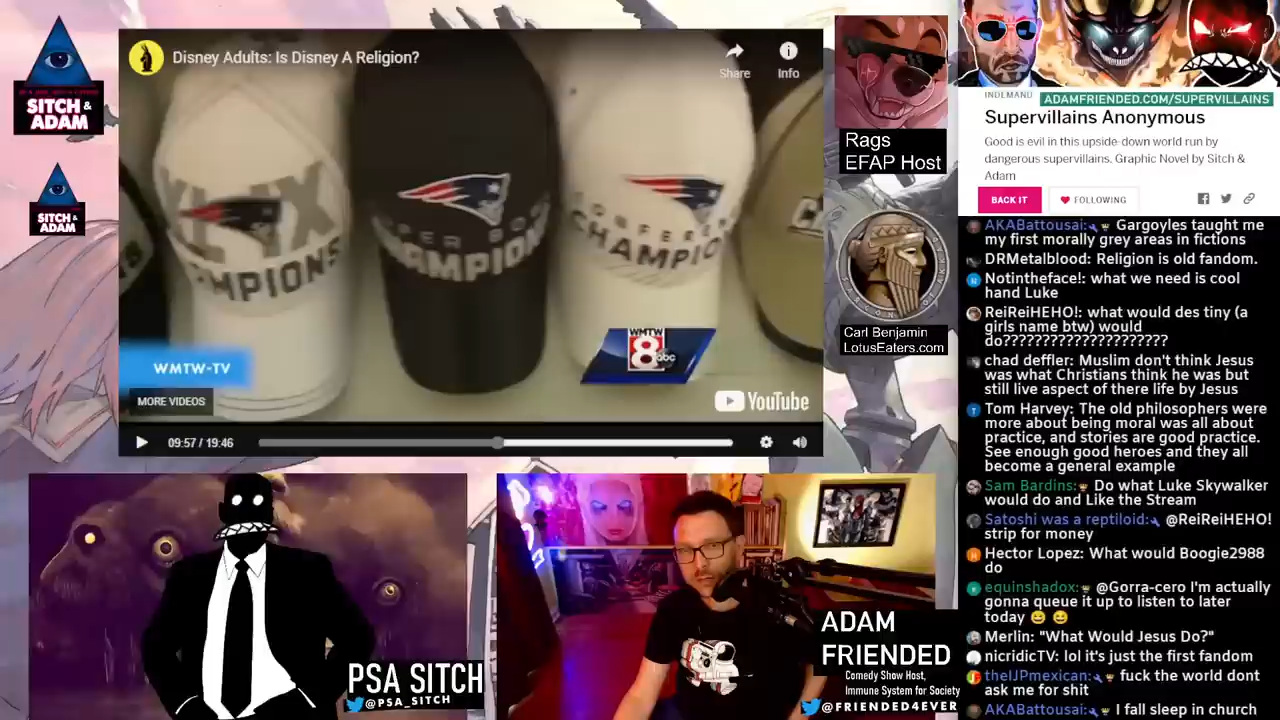 SITCH &
ADAM
SITCH &
ADAM
Disney Adults: Is Disney A Religion?
Share
Info
CHAMPIONS
CHAMPIO
WMTW
8
abc
WMTW-TV
MORE VIDEOS
YouTube
09:57 / 19:46
Rags
EFAP Host
Carl Benjamin
LotusEaters.com
INDEMAND
ADAMFRIENDED.COM/SUPERVILLAINS
Supervillains Anonymous
Good is evil in this upside-down world run by
dangerous supervillains. Graphic Novel by Sitch &
Adam
BACK IT
FOLLOWING
AKABattousai: Gargoyles taught me
my first morally grey areas in fictions
DRMetalblood: Religion is old fandom.
Notintheface!: what we need is cool
hand Luke
ReiReiHEHO!: what would des tiny (a
girls name btw) would
do?????????????????????
chad deffler: Muslim don't think Jesus
was what Christians think he was but
still live aspect of there life by Jesus
Tom Harvey: The old philosophers were
more about being moral was all about
practice, and stories are good practice.
See enough good heroes and they all
become a general example
Sam Bardins: Do what Luke Skywalker
would do and Like the Stream
Satoshi was a reptiloid: @ReiReiHEHO!
strip for money
Hector Lopez: What would Boogie2988
do
equinshadox: @Gorra-cero I'm actually
gonna queue it up to listen to later
today 😄 😄
Merlin: "What Would Jesus Do?"
nicridicTV: lol it's just the first fandom
theIJPmexican: fuck the world dont
ask me for shit
AKABattousai: I fall sleep in church
PSA SITCH
@PSA_SITCH
ADAM
FRIENDED
Comedy Show Host,
Immune System for Society
@FRIENDED4EVER